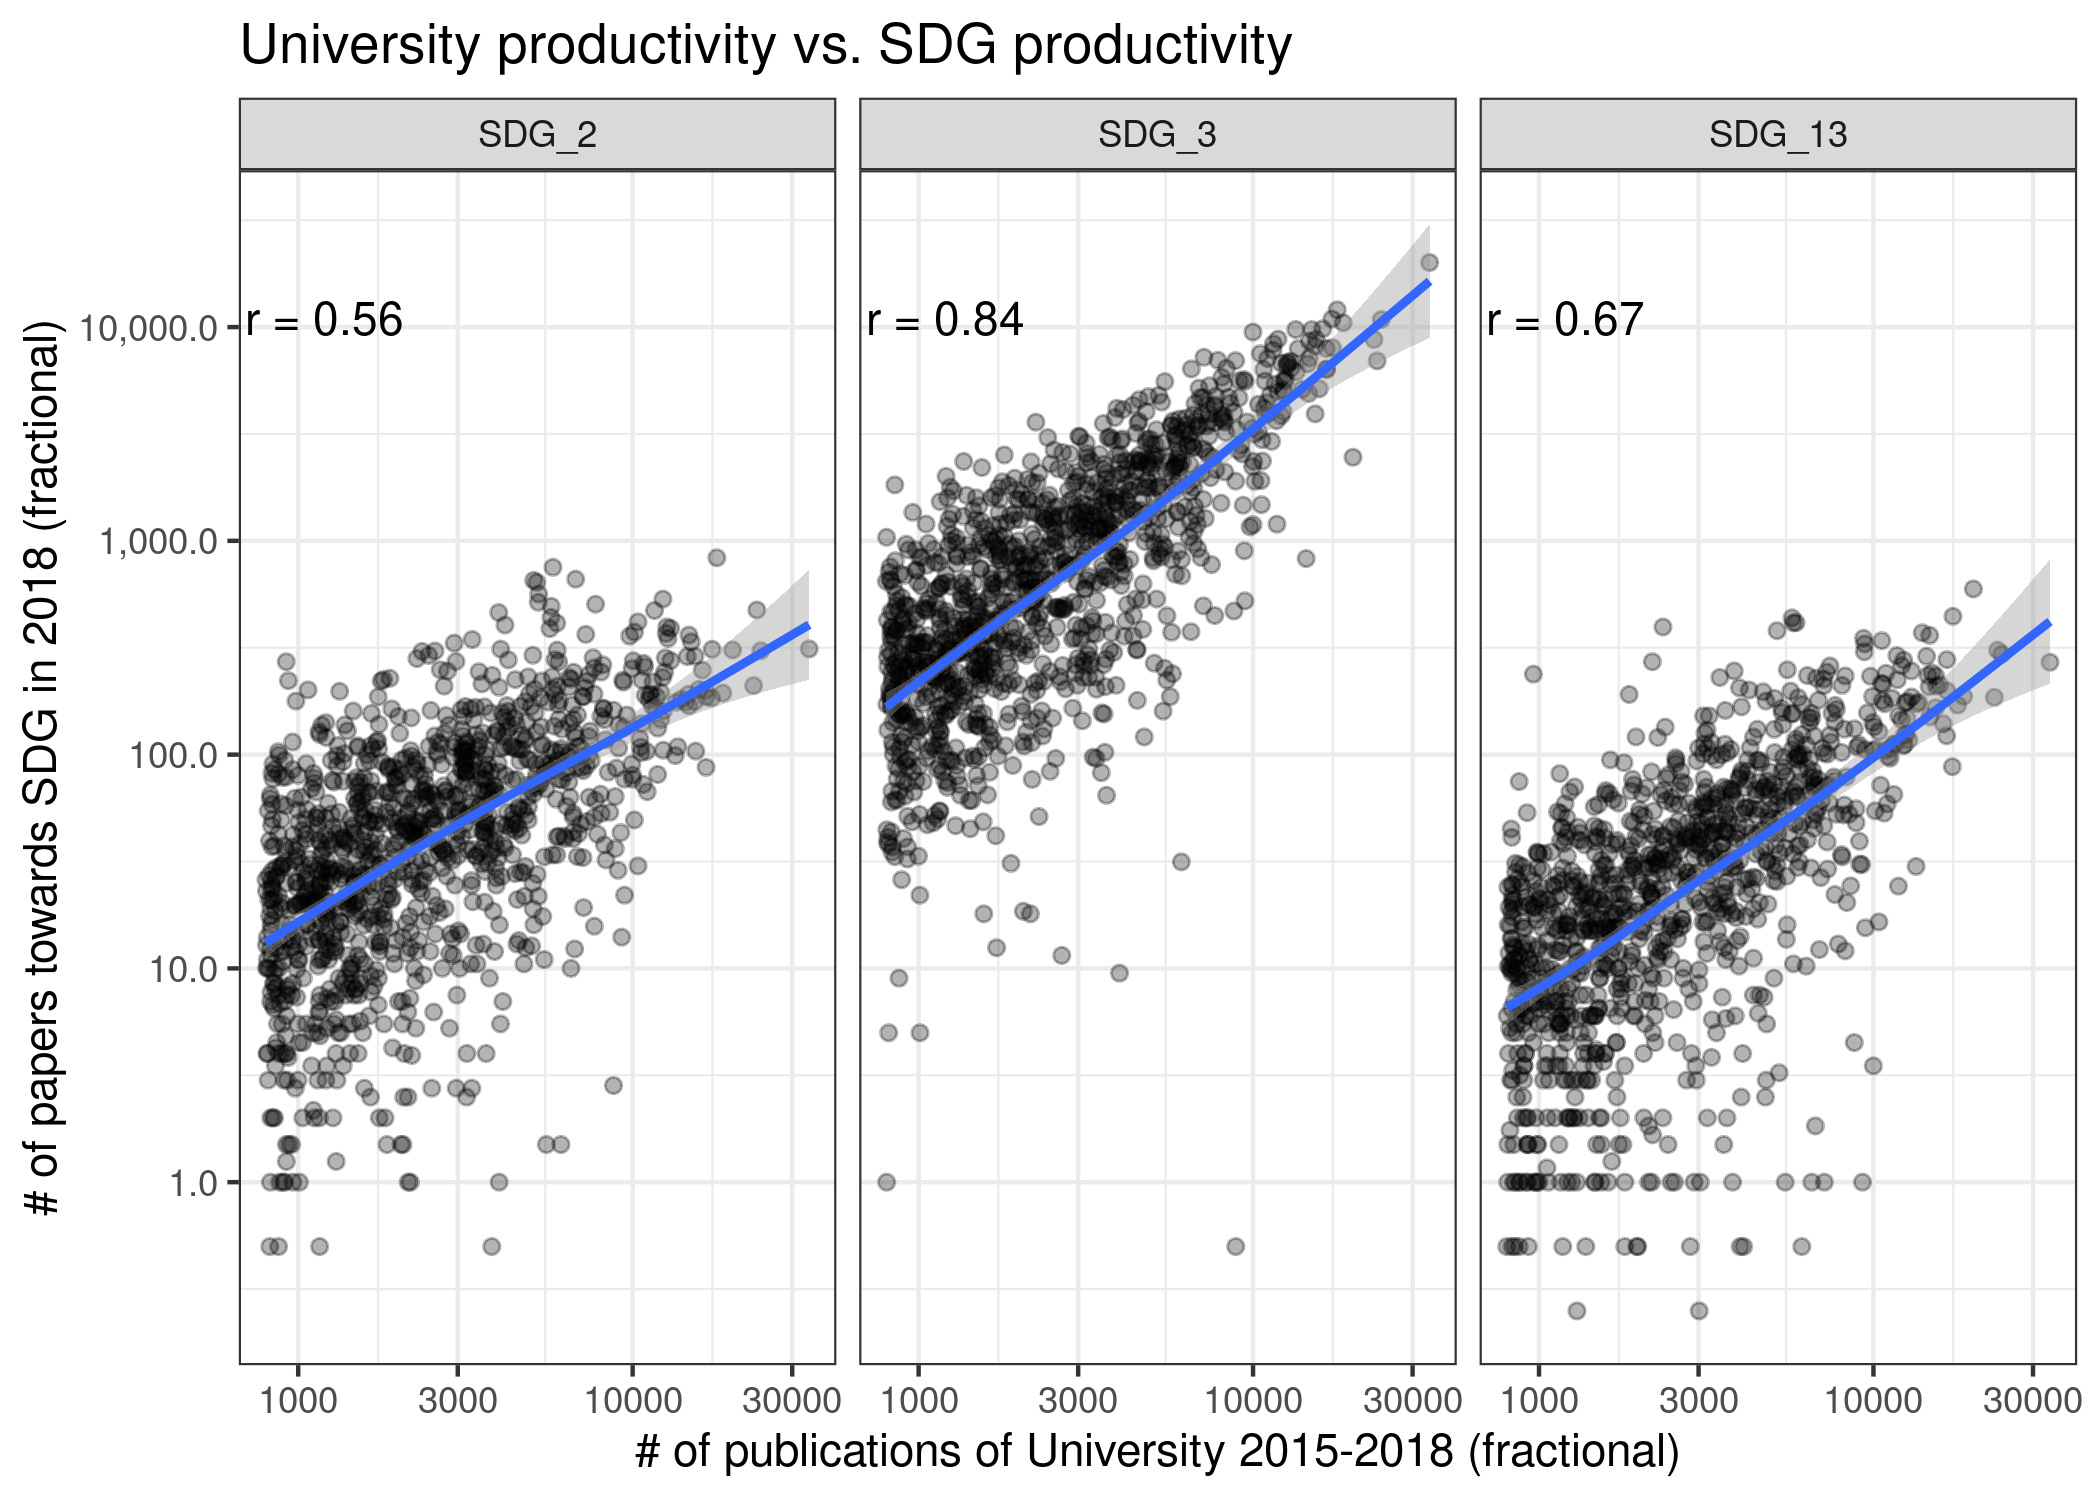 University productivity vs. SDG productivity
SDG_2
SDG_3
SDG_13
r = 0.56
r = 0.84
r = 0.67
# of papers towards SDG in 2018 (fractional)
10,000.0
1,000.0
100.0
10.0
1.0
1000 3000 10000 30000
1000 3000 10000 30000
1000 3000 10000 30000
# of publications of University 2015-2018 (fractional)